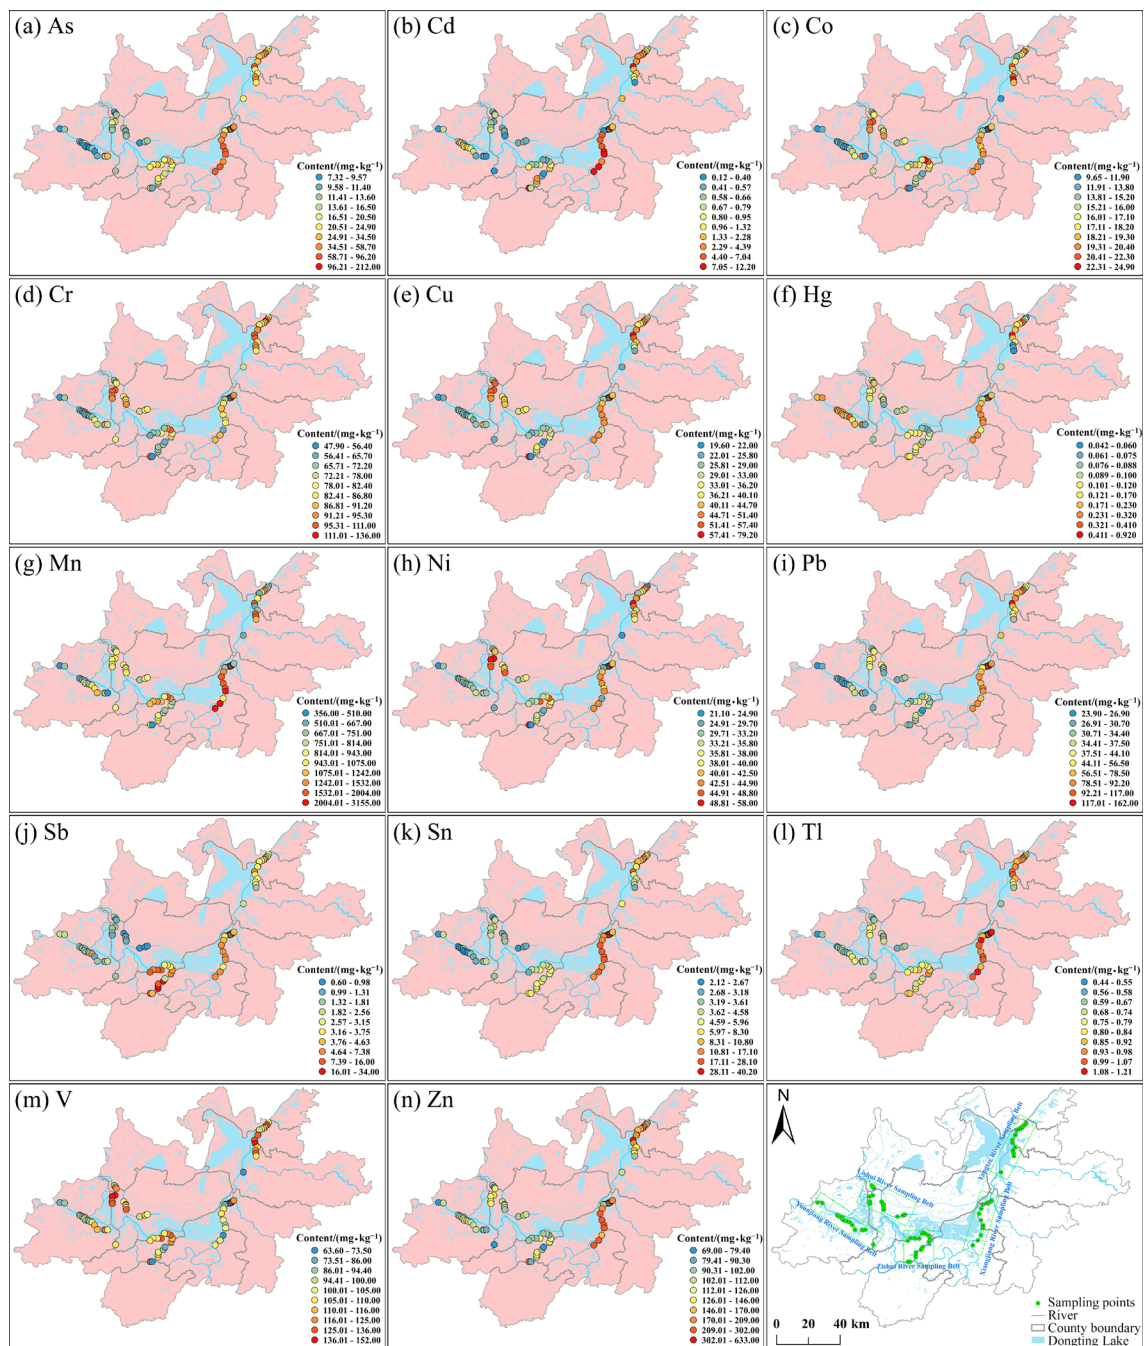 (a) As
Content/(mg•kg⁻¹)
7.32 - 9.57
9.58 - 11.40
11.41 - 13.60
13.61 - 16.50
16.51 - 20.50
20.51 - 24.90
24.91 - 34.50
34.51 - 58.70
58.71 - 96.20
96.21 - 212.00
(b) Cd
Content/(mg•kg⁻¹)
0.12 - 0.40
0.41 - 0.57
0.58 - 0.66
0.67 - 0.79
0.80 - 0.95
0.96 - 1.32
1.33 - 2.28
2.29 - 4.39
4.40 - 7.04
7.05 - 12.20
(c) Co
Content/(mg•kg⁻¹)
9.65 - 11.90
11.91 - 13.80
13.81 - 15.20
15.21 - 16.00
16.01 - 17.10
17.11 - 18.20
18.21 - 19.30
19.31 - 20.40
20.41 - 22.30
22.31 - 24.90
(d) Cr
Content/(mg•kg⁻¹)
47.90 - 56.40
56.41 - 65.70
65.71 - 72.20
72.21 - 78.00
78.01 - 82.40
82.41 - 86.80
86.81 - 91.20
91.21 - 95.30
95.31 - 111.00
111.01 - 136.00
(e) Cu
Content/(mg•kg⁻¹)
19.60 - 22.00
22.01 - 25.80
25.81 - 29.00
29.01 - 33.00
33.01 - 36.20
36.21 - 40.10
40.11 - 44.70
44.71 - 51.40
51.41 - 57.40
57.41 - 79.20
(f) Hg
Content/(mg•kg⁻¹)
0.042 - 0.060
0.061 - 0.075
0.076 - 0.088
0.089 - 0.100
0.101 - 0.120
0.121 - 0.170
0.171 - 0.230
0.231 - 0.320
0.321 - 0.410
0.411 - 0.920
(g) Mn
Content/(mg•kg⁻¹)
356.00 - 510.00
510.01 - 667.00
667.01 - 751.00
751.01 - 814.00
814.01 - 943.00
943.01 - 1075.00
1075.01 - 1242.00
1242.01 - 1532.00
1532.01 - 2004.00
2004.01 - 3155.00
(h) Ni
Content/(mg•kg⁻¹)
21.10 - 24.90
24.91 - 29.70
29.71 - 33.20
33.21 - 35.80
35.81 - 38.00
38.01 - 40.00
40.01 - 42.50
42.51 - 44.90
44.91 - 48.80
48.81 - 58.00
(i) Pb
Content/(mg•kg⁻¹)
23.90 - 26.90
26.91 - 30.70
30.71 - 34.40
34.41 - 37.50
37.51 - 44.10
44.11 - 56.50
56.51 - 78.50
78.51 - 92.20
92.21 - 117.00
117.01 - 162.00
(j) Sb
Content/(mg•kg⁻¹)
0.60 - 0.98
0.99 - 1.31
1.32 - 1.81
1.82 - 2.56
2.57 - 3.15
3.16 - 3.75
3.76 - 4.63
4.64 - 7.38
7.39 - 16.00
16.01 - 34.00
(k) Sn
Content/(mg•kg⁻¹)
2.12 - 2.67
2.68 - 3.18
3.19 - 3.61
3.62 - 4.58
4.59 - 5.96
5.97 - 8.30
8.31 - 10.80
10.81 - 17.10
17.11 - 28.10
28.11 - 40.20
(l) Tl
Content/(mg•kg⁻¹)
0.44 - 0.55
0.56 - 0.58
0.59 - 0.67
0.68 - 0.74
0.75 - 0.79
0.80 - 0.84
0.85 - 0.92
0.93 - 0.98
0.99 - 1.07
1.08 - 1.21
(m) V
Content/(mg•kg⁻¹)
63.60 - 73.50
73.51 - 86.00
86.01 - 94.40
94.41 - 100.00
100.01 - 105.00
105.01 - 110.00
110.01 - 116.00
116.01 - 125.00
125.01 - 136.00
136.01 - 152.00
(n) Zn
Content/(mg•kg⁻¹)
69.00 - 79.40
79.41 - 90.30
90.31 - 102.00
102.01 - 112.00
112.01 - 126.00
126.01 - 146.00
146.01 - 170.00
170.01 - 209.00
209.01 - 302.00
302.01 - 633.00
N
Yangtze River Sampling Belt
Lishui River Sampling Belt
Yuanjiang River Sampling Belt
Xiangjiang River Sampling Belt
Zishui River Sampling Belt
0 20 40 km
Sampling points
River
County boundary
Dongting Lake